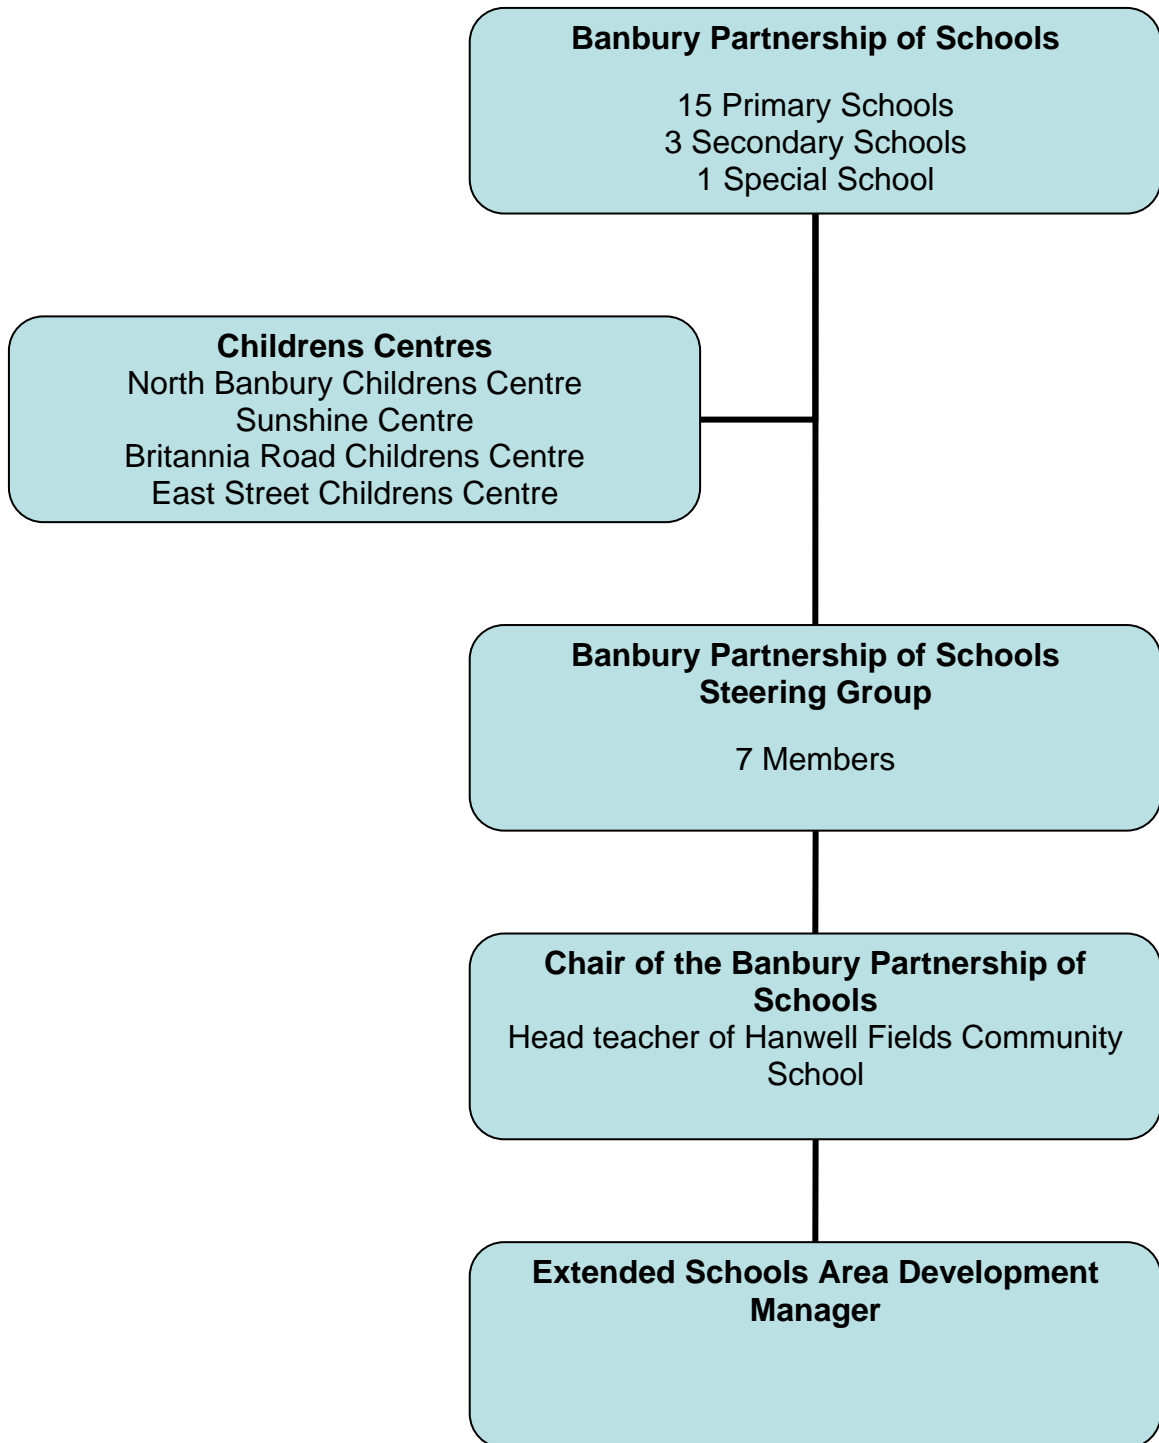 Banbury Partnership of Schools
15 Primary Schools
3 Secondary Schools
1 Special School
Childrens Centres
North Banbury Childrens Centre
Sunshine Centre
Britannia Road Childrens Centre
East Street Childrens Centre
Banbury Partnership of Schools
Steering Group
7 Members
Chair of the Banbury Partnership of
Schools
Head teacher of Hanwell Fields Community
School
Extended Schools Area Development
Manager